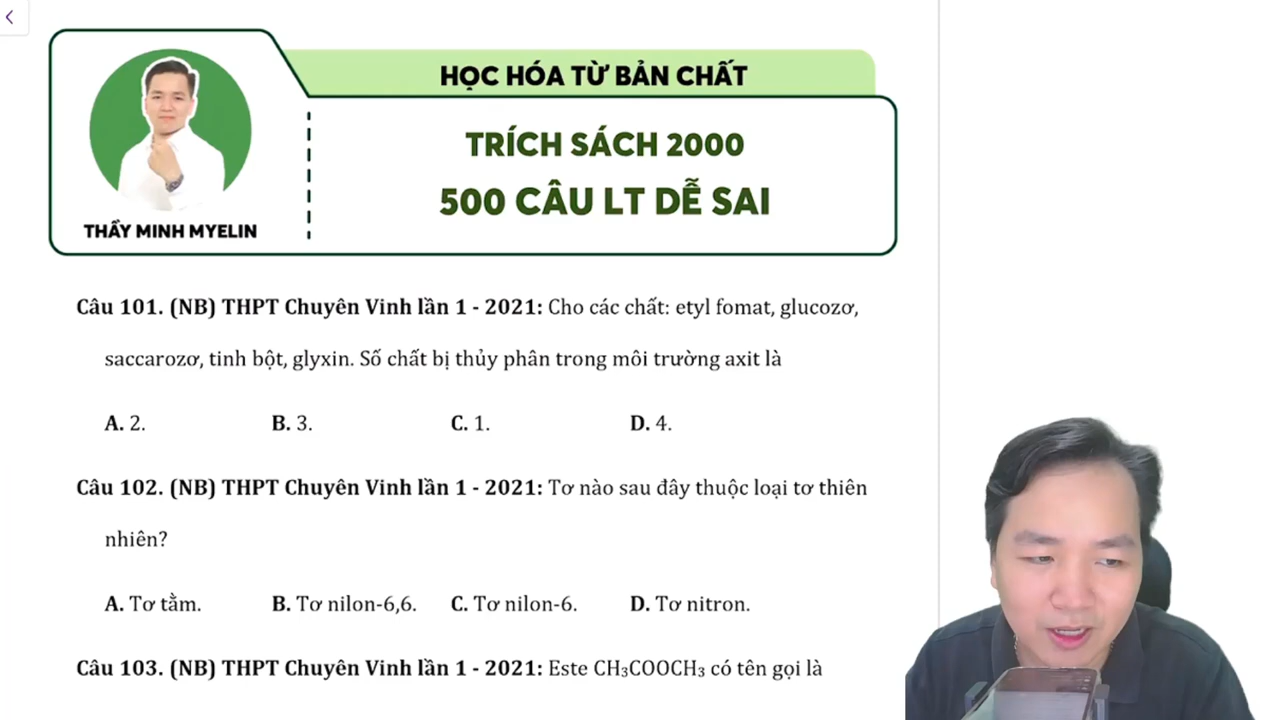 HỌC HÓA TỪ BẢN CHẤT
TRÍCH SÁCH 2000
500 CÂU LT DỄ SAI
THẦY MINH MYELIN
Câu 101. (NB) THPT Chuyên Vinh lần 1 - 2021: Cho các chất: etyl fomat, glucozơ,
saccarozơ, tinh bột, glyxin. Số chất bị thủy phân trong môi trường axit là
A. 2. B. 3. C. 1. D. 4.
Câu 102. (NB) THPT Chuyên Vinh lần 1 - 2021: Tơ nào sau đây thuộc loại tơ thiên
nhiên?
A. Tơ tằm. B. Tơ nilon-6,6. C. Tơ nilon-6. D. Tơ nitron.
Câu 103. (NB) THPT Chuyên Vinh lần 1 - 2021: Este CH₃COOCH₃ có tên gọi là